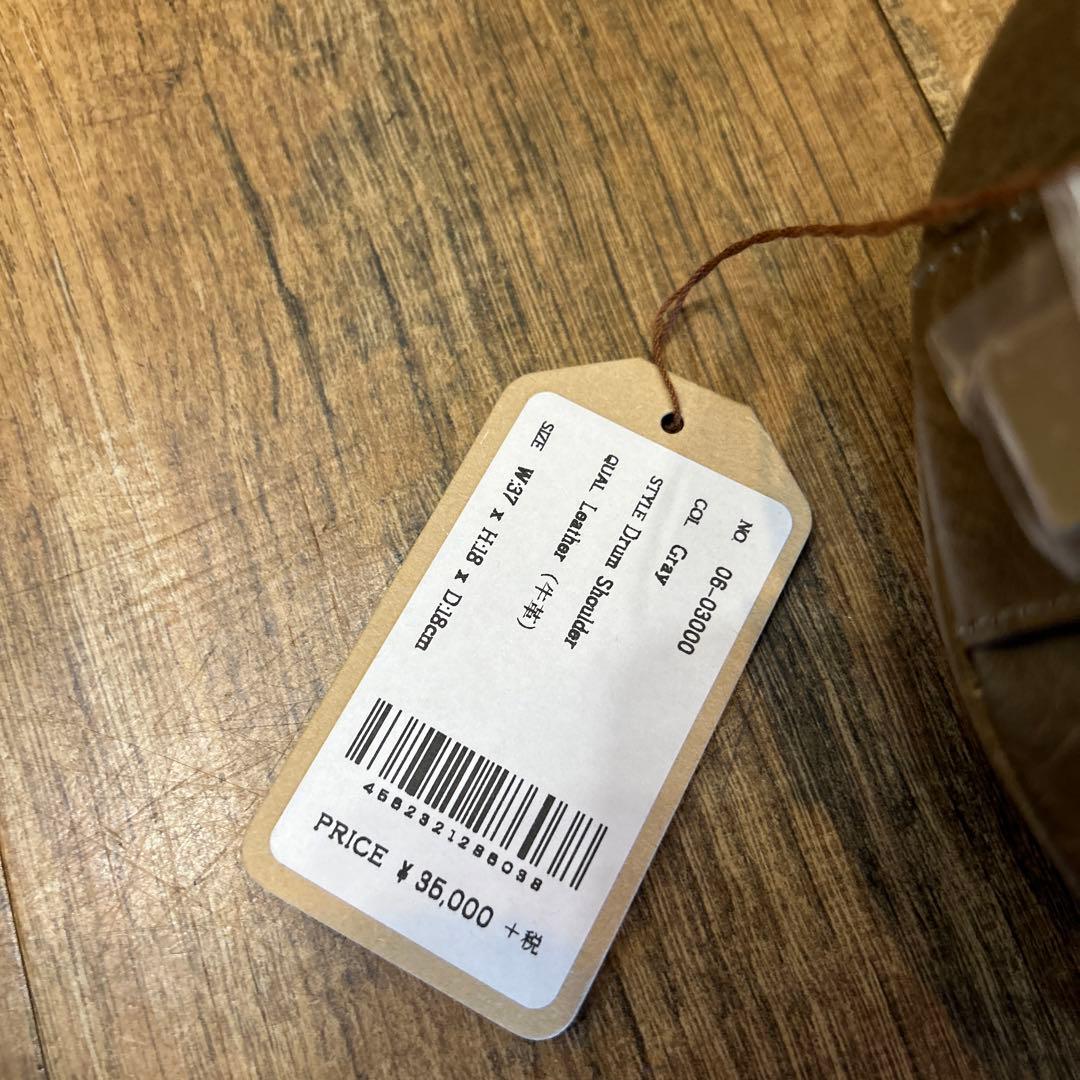 NO. 06-03000
COL Gray
STYLE Drum Shoulder
QUAL Leather (牛革)
SIZE W:37 x H:18 x D:18cm
4582321295038
PRICE ¥ 35,000 +税